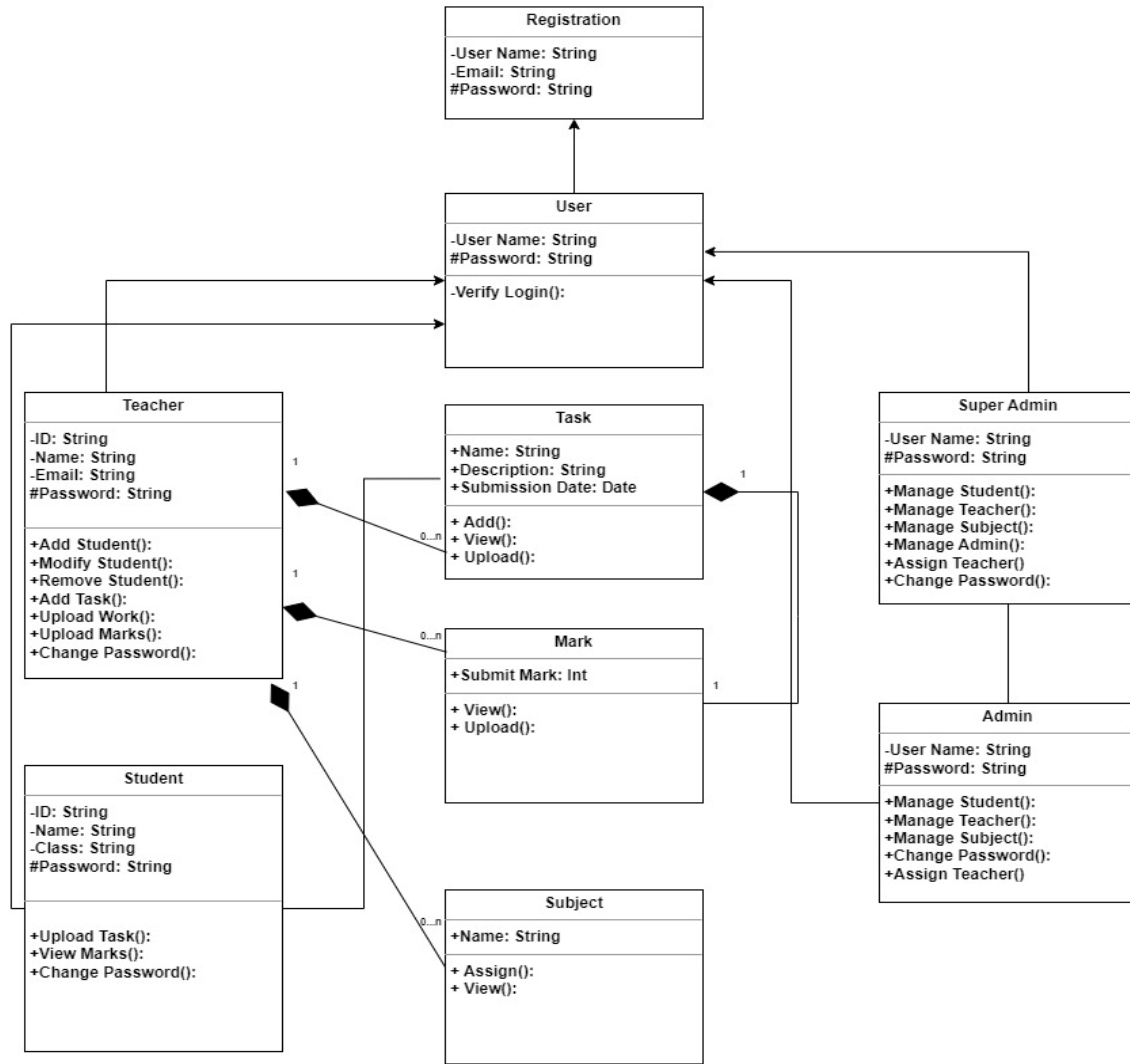 Registration
-User Name: String
-Email: String
#Password: String
User
-User Name: String
#Password: String
-Verify Login():
Teacher
-ID: String
-Name: String
-Email: String
#Password: String
+Add Student():
+Modify Student():
+Remove Student():
+Add Task():
+Upload Work():
+Upload Marks():
+Change Password():
1
0...n
1
0...n
1
0...n
Task
+Name: String
+Description: String
+Submission Date: Date
+ Add():
+ View():
+ Upload():
1
Mark
+Submit Mark: Int
+ View():
+ Upload():
1
Super Admin
-User Name: String
#Password: String
+Manage Student():
+Manage Teacher():
+Manage Subject():
+Manage Admin():
+Assign Teacher()
+Change Password():
Admin
-User Name: String
#Password: String
+Manage Student():
+Manage Teacher():
+Manage Subject():
+Change Password():
+Assign Teacher()
Student
-ID: String
-Name: String
-Class: String
#Password: String
+Upload Task():
+View Marks():
+Change Password():
Subject
+Name: String
+ Assign():
+ View():